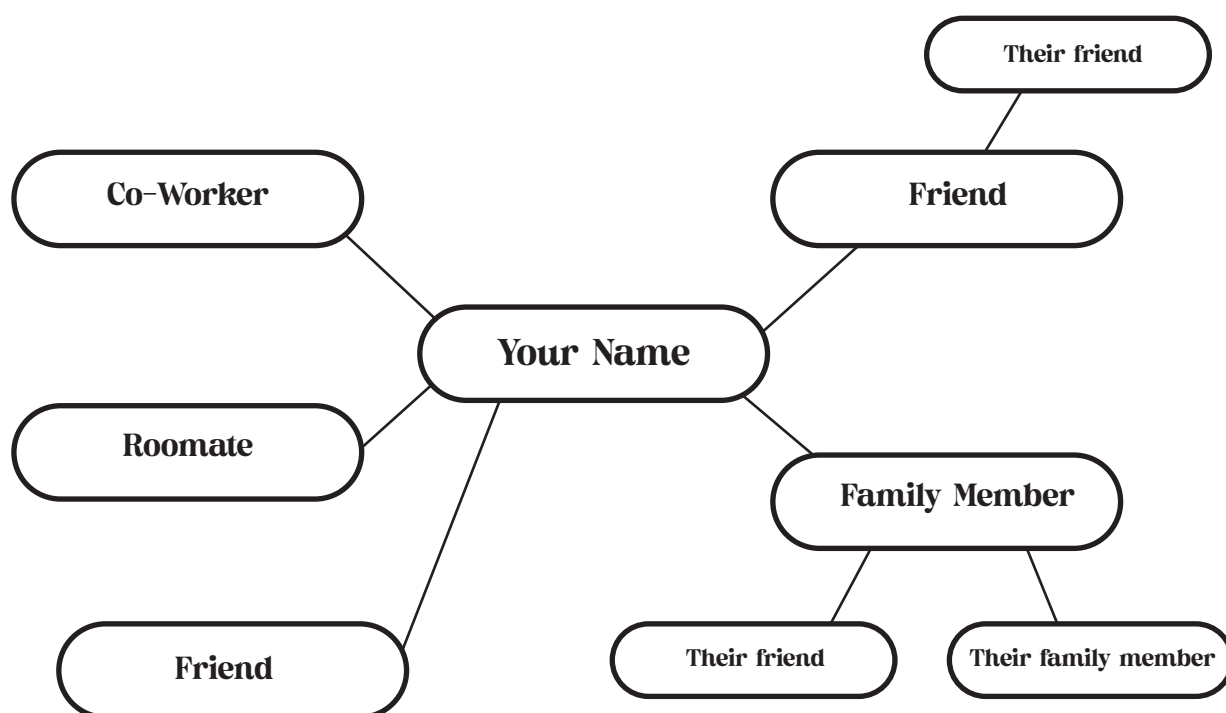 Their friend
Co-Worker
Friend
Your Name
Roomate
Family Member
Friend
Their friend
Their family member